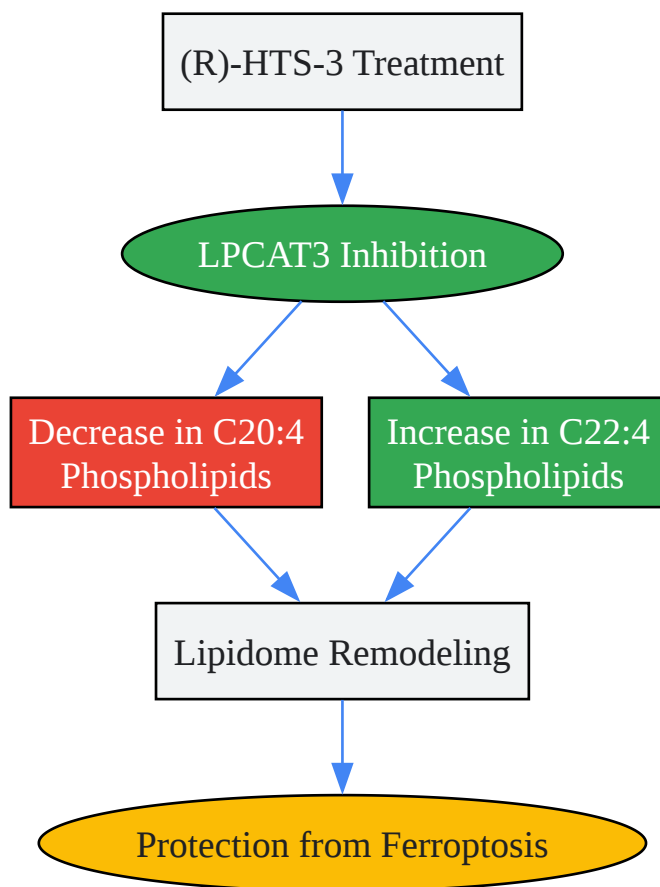 (R)-HTS-3 Treatment
LPCAT3 Inhibition
Decrease in C20:4
Phospholipids
Increase in C22:4
Phospholipids
Lipidome Remodeling
Protection from Ferroptosis